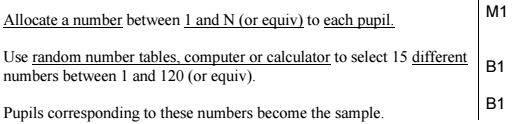 Allocate a number between 1 and N (or equiv) to each pupil. M1
Use random number tables, computer or calculator to select 15 different
numbers between 1 and 120 (or equiv). B1
Pupils corresponding to these numbers become the sample. B1